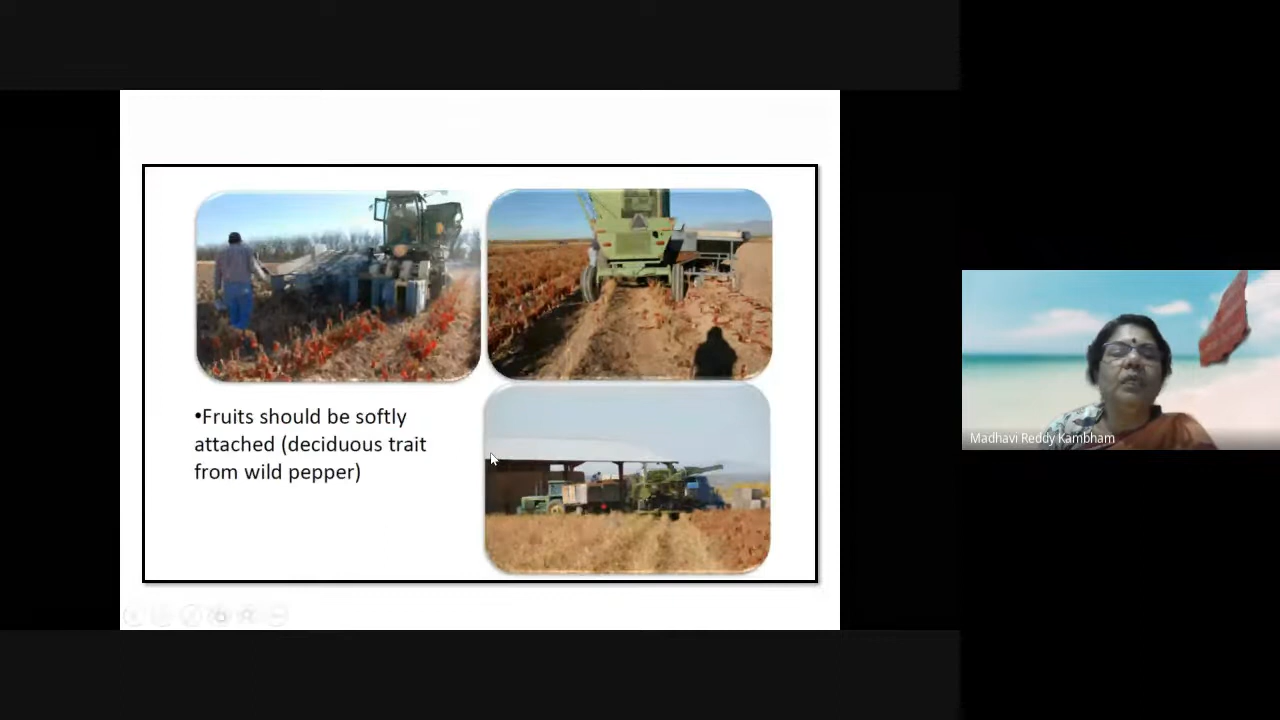 •Fruits should be softly
attached (deciduous trait
from wild pepper)
Madhavi Reddy Kambham